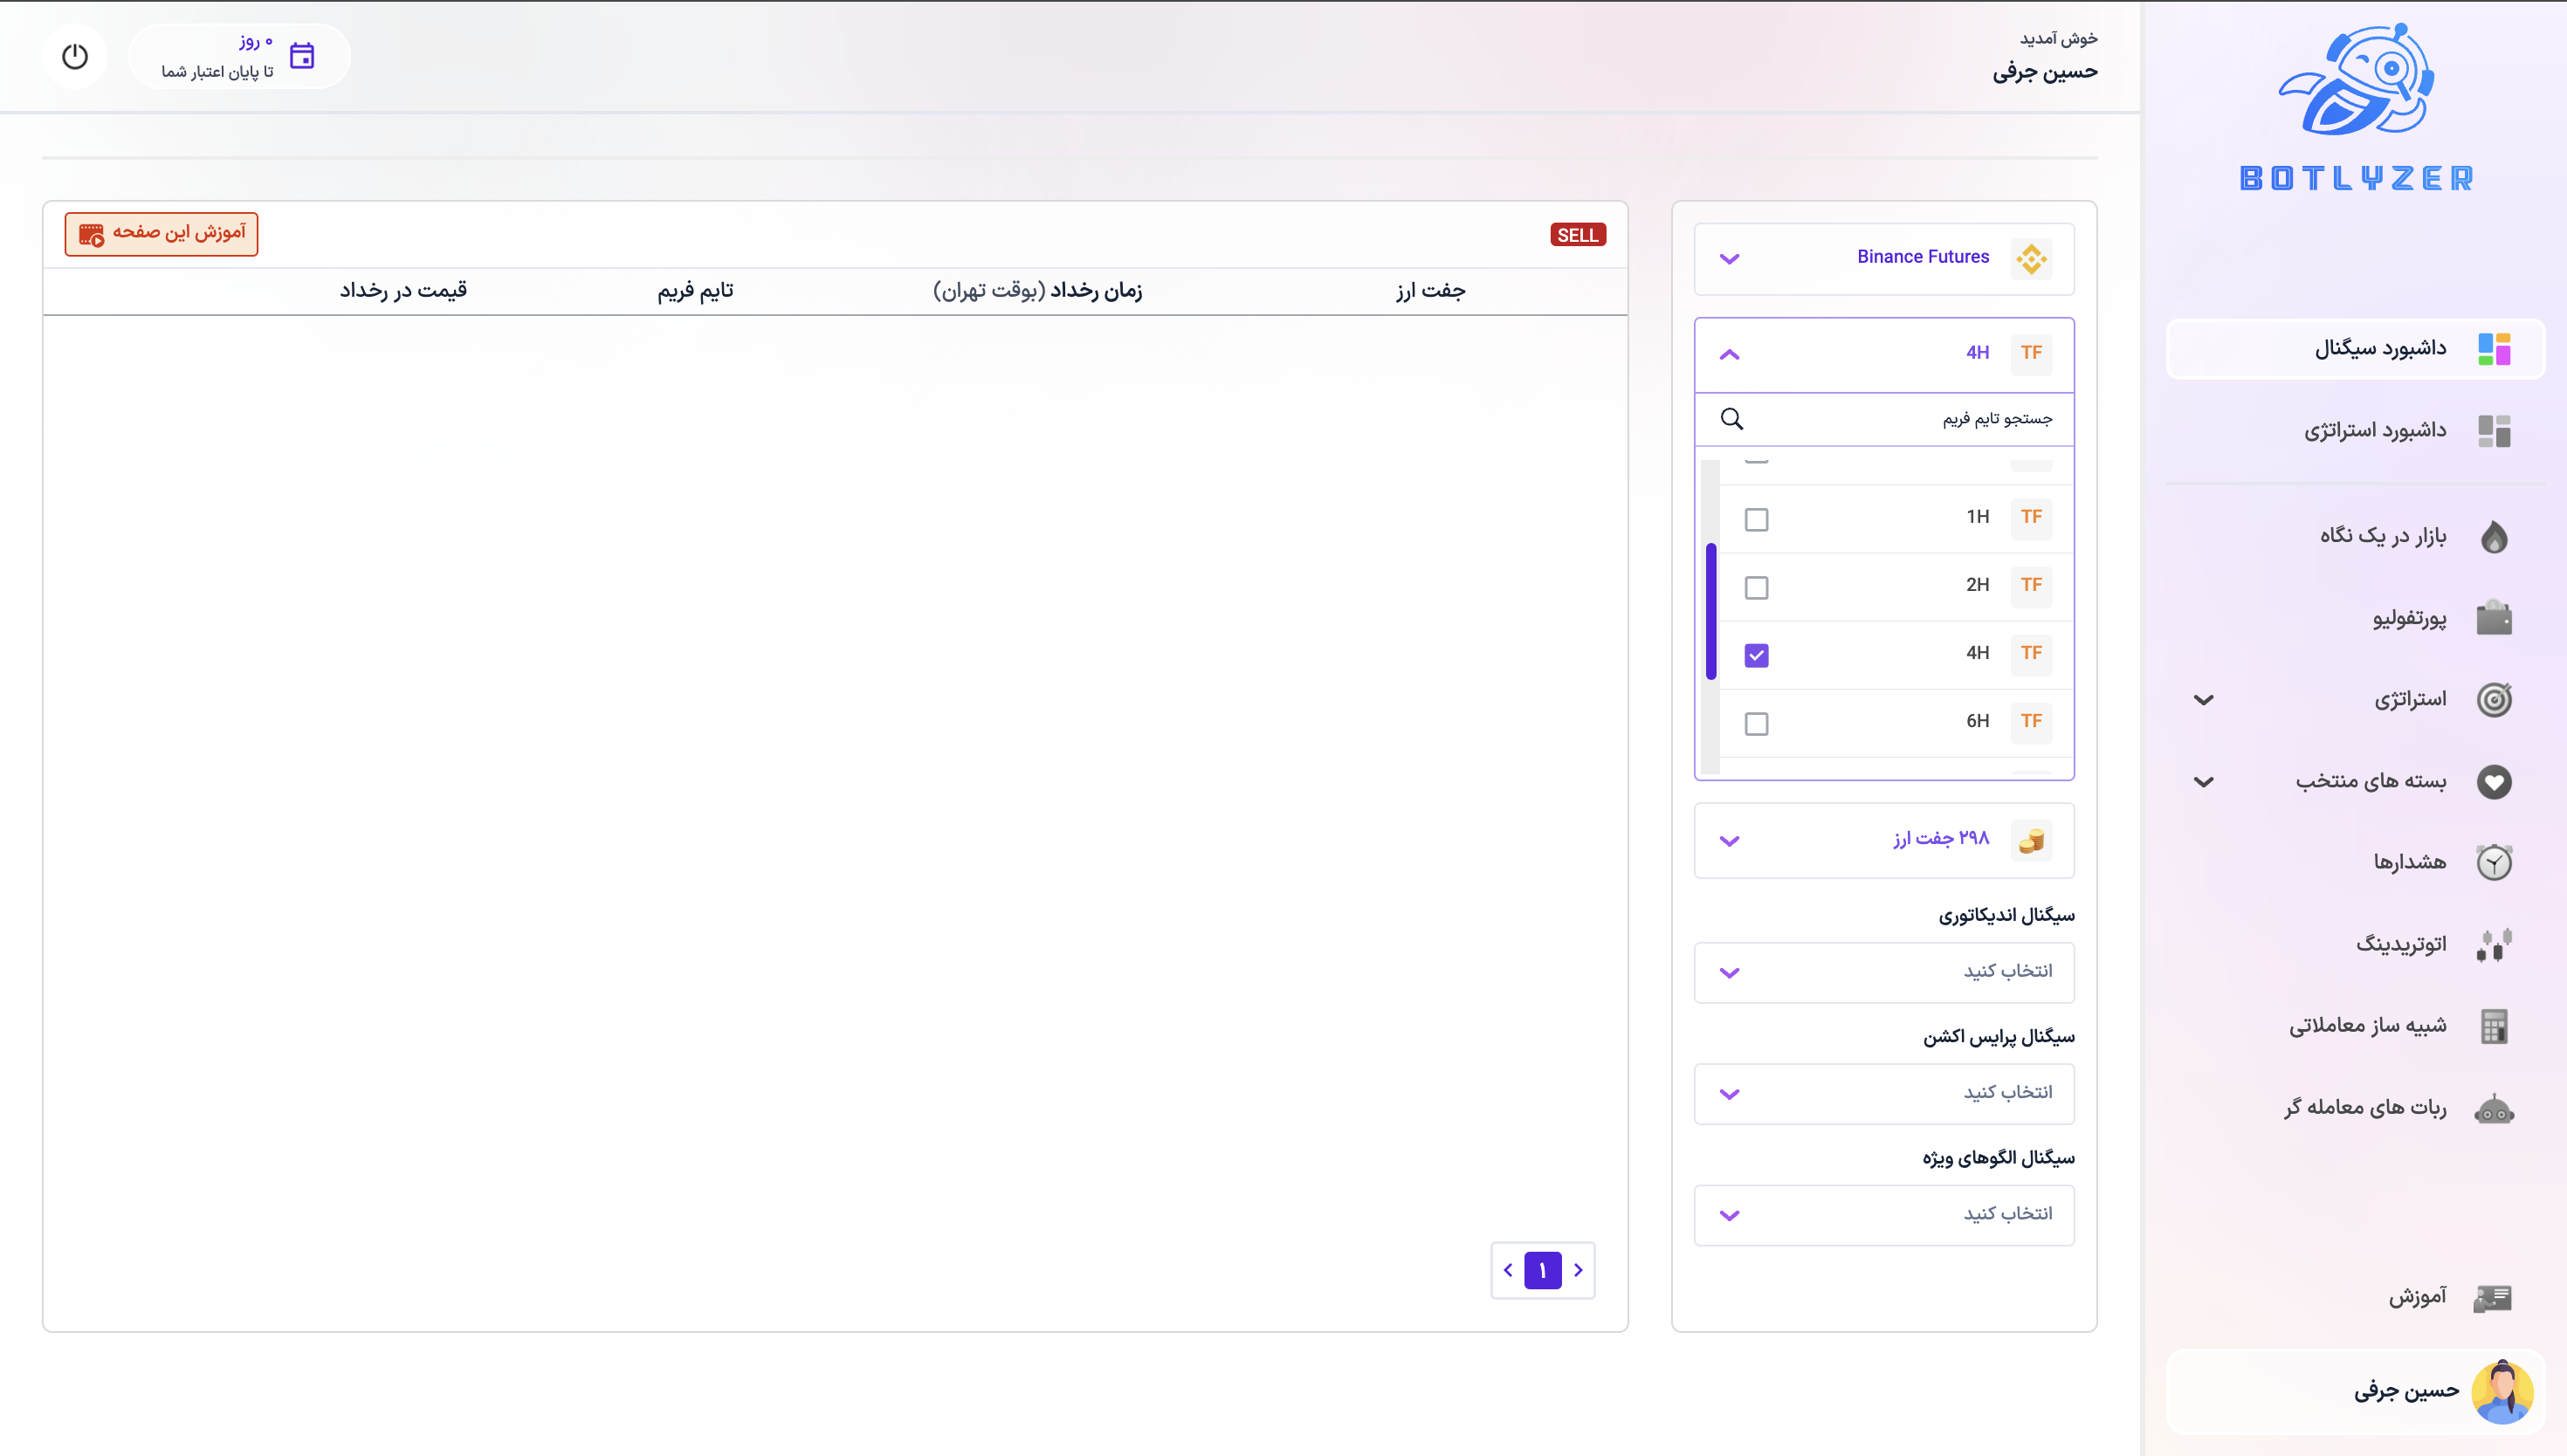 BOTLYZER
داشبورد سیگنال
داشبورد استراتژی
بازار در یک نگاه
پورتفولیو
استراتژی
بسته های منتخب
هشدارها
اتوتریدینگ
شبیه ساز معاملاتی
ربات های معامله گر
آموزش
حسین جرفی
خوش آمدید
حسین جرفی
۰ روز
تا پایان اعتبار شما
Binance Futures
TF 4H
جستجو تایم فریم
TF 1H
TF 2H
TF 4H
TF 6H
۲۹۸ جفت ارز
سیگنال اندیکاتوری
انتخاب کنید
سیگنال پرایس اکشن
انتخاب کنید
سیگنال الگوهای ویژه
انتخاب کنید
SELL
آموزش این صفحه
جفت ارز
زمان رخداد (بوقت تهران)
تایم فریم
قیمت در رخداد
۱